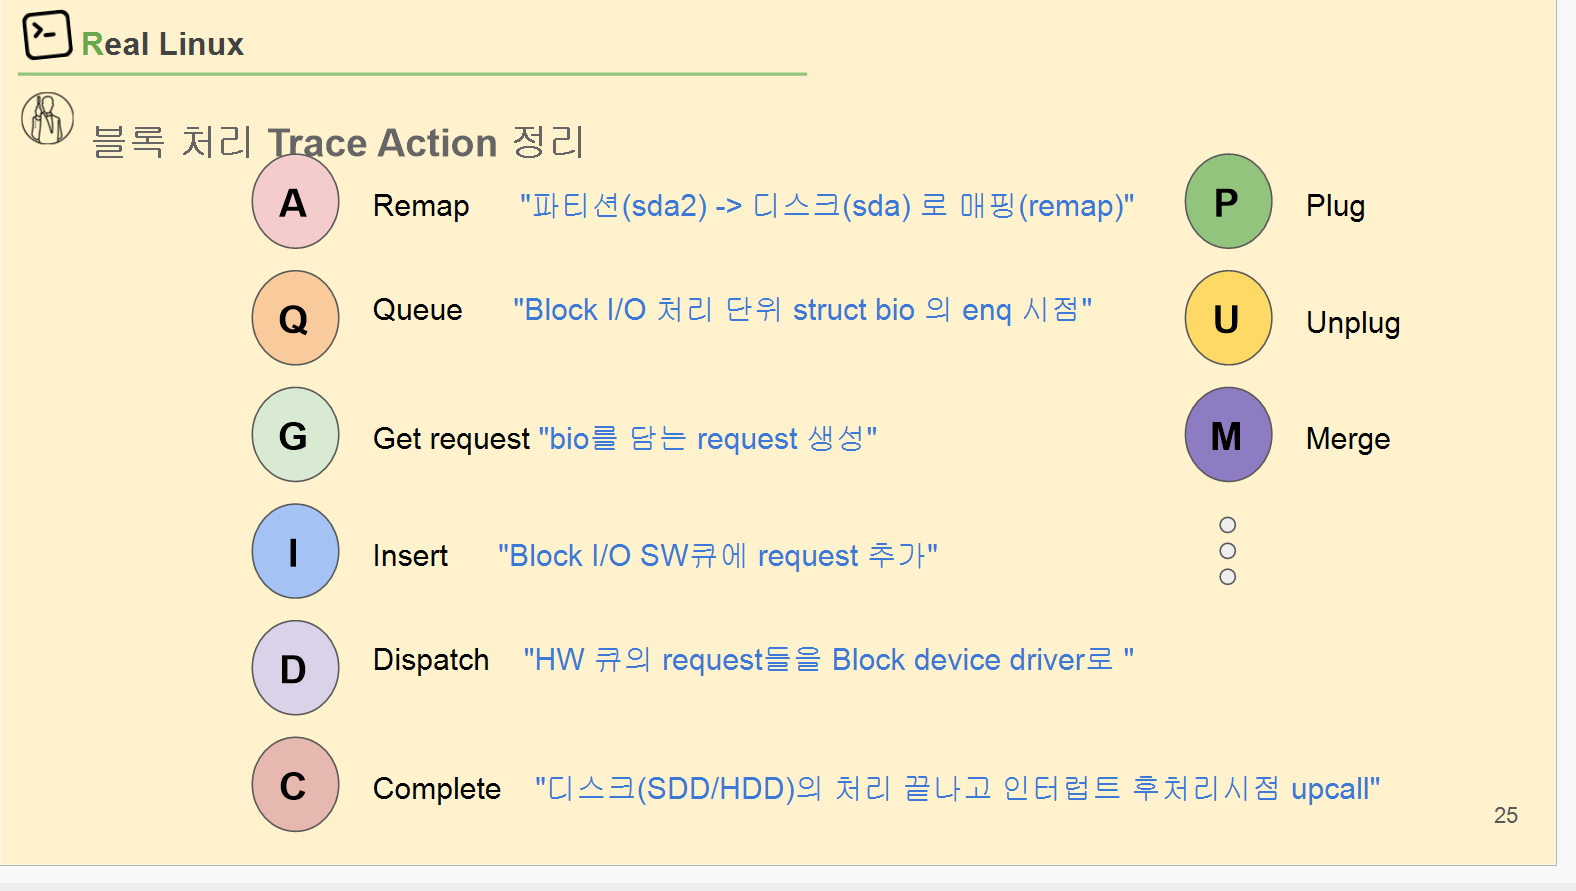 Real Linux
블록 처리 Trace Action 정리
A Remap "파티션(sda2) -> 디스크(sda) 로 매핑(remap)"
Q Queue "Block I/O 처리 단위 struct bio 의 enq 시점"
G Get request "bio를 담는 request 생성"
I Insert "Block I/O SW큐에 request 추가"
D Dispatch "HW 큐의 request들을 Block device driver로 "
C Complete "디스크(SDD/HDD)의 처리 끝나고 인터럽트 후처리시점 upcall"
P Plug
U Unplug
M Merge
25